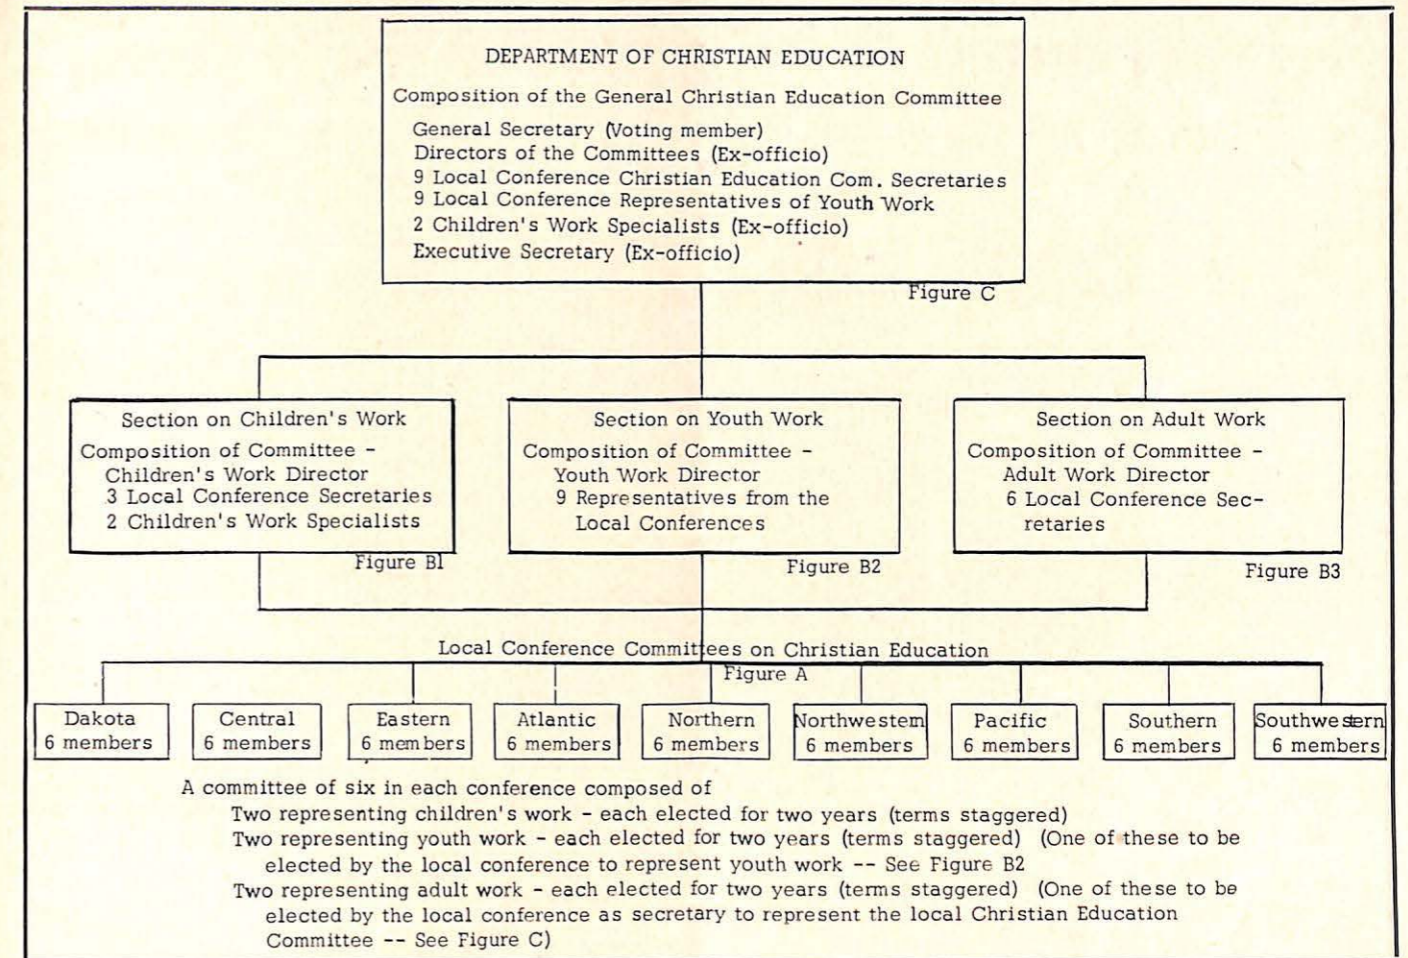 DEPARTMENT OF CHRISTIAN EDUCATION
Composition of the General Christian Education Committee
General Secretary (Voting member)
Directors of the Committees (Ex-officio)
9 Local Conference Christian Education Com. Secretaries
9 Local Conference Representatives of Youth Work
2 Children's Work Specialists (Ex-officio)
Executive Secretary (Ex-officio)
Figure C
Section on Children's Work
Composition of Committee -
Children's Work Director
3 Local Conference Secretaries
2 Children's Work Specialists
Figure B1
Section on Youth Work
Composition of Committee -
Youth Work Director
9 Representatives from the
Local Conferences
Figure B2
Section on Adult Work
Composition of Committee -
Adult Work Director
6 Local Conference Sec-
retaries
Figure B3
Local Conference Committees on Christian Education
Figure A
Dakota
6 members
Central
6 members
Eastern
6 members
Atlantic
6 members
Northern
6 members
Northwestern
6 members
Pacific
6 members
Southern
6 members
Southwestern
6 members
A committee of six in each conference composed of
Two representing children's work - each elected for two years (terms staggered)
Two representing youth work - each elected for two years (terms staggered) (One of these to be
elected by the local conference to represent youth work -- See Figure B2
Two representing adult work - each elected for two years (terms staggered) (One of these to be
elected by the local conference as secretary to represent the local Christian Education
Committee -- See Figure C)